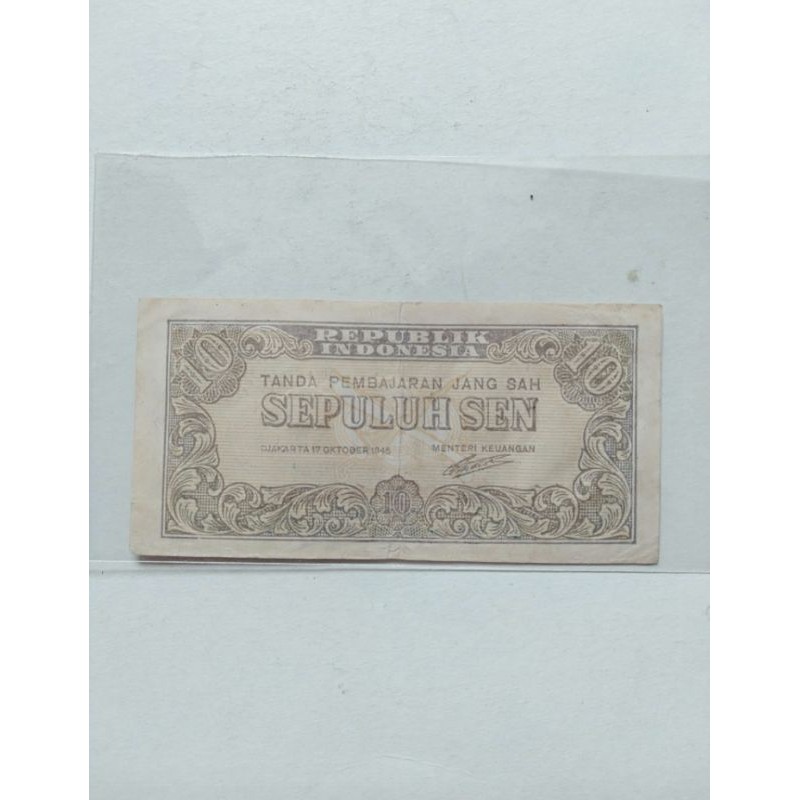 REPUBLIK
INDONESIA
10
10
TANDA PEMBAJARAN JANG SAH
SEPULUH SEN
DJAKARTA 17 OKTOBER 1945
MENTERI KEUANGAN
10